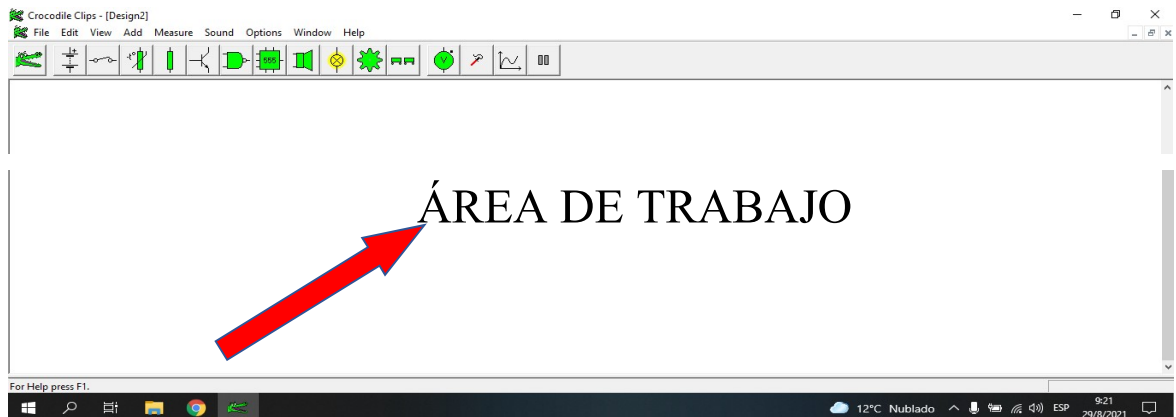 Crocodile Clips - [Design2]
File Edit View Add Measure Sound Options Window Help
555
V
ÁREA DE TRABAJO
For Help press F1.
12°C Nublado
ESP
9:21
29/8/2021